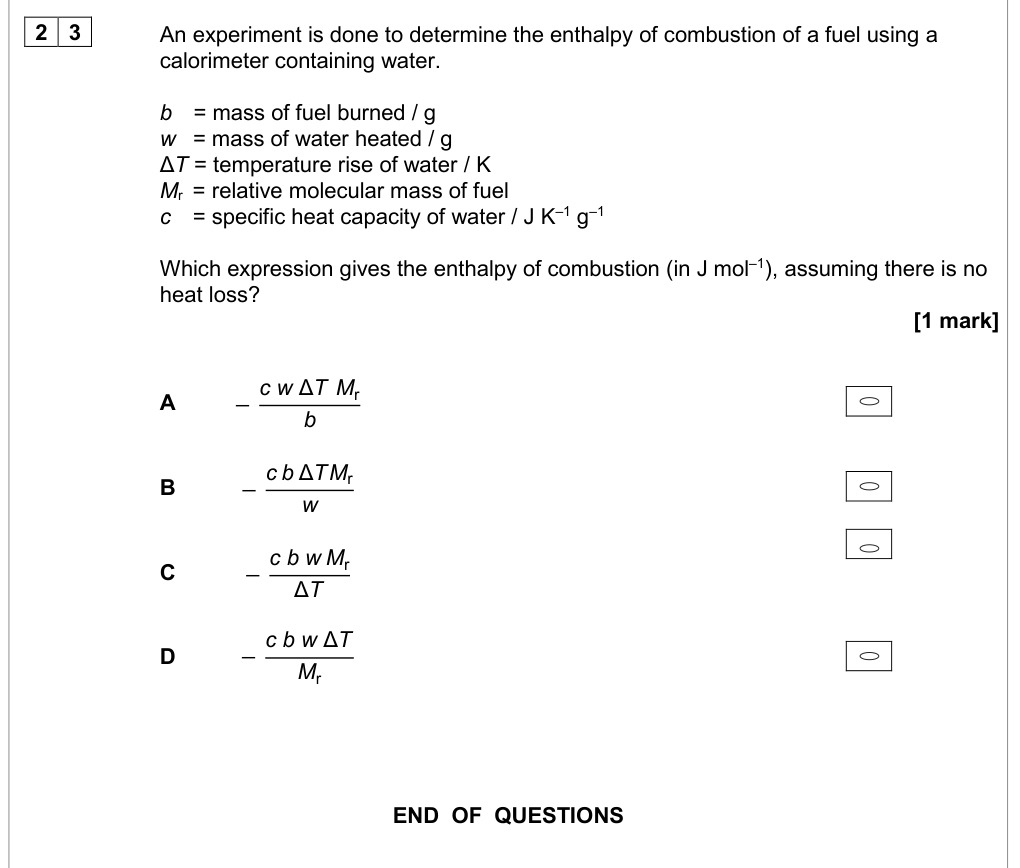 2 3 An experiment is done to determine the enthalpy of combustion of a fuel using a
calorimeter containing water.
b = mass of fuel burned / g
w = mass of water heated / g
ΔT = temperature rise of water / K
Mᵣ = relative molecular mass of fuel
c = specific heat capacity of water / J K⁻¹ g⁻¹
Which expression gives the enthalpy of combustion (in J mol⁻¹), assuming there is no
heat loss?
[1 mark]
A – c w ΔT Mᵣ / b
B – c b ΔT Mᵣ / w
C – c b w Mᵣ / ΔT
D – c b w ΔT / Mᵣ
END OF QUESTIONS